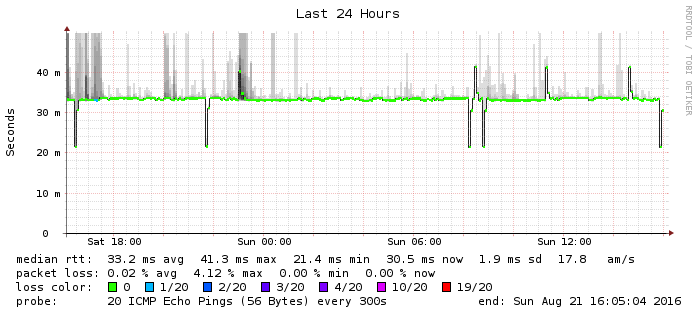 Last 24 Hours
RRDTOOL / TOBI OETIKER
Seconds
40 m
30 m
20 m
10 m
0
Sat 18:00 Sun 00:00 Sun 06:00 Sun 12:00
median rtt: 33.2 ms avg 41.3 ms max 21.4 ms min 30.5 ms now 1.9 ms sd 17.8 am/s
packet loss: 0.02 % avg 4.12 % max 0.00 % min 0.00 % now
loss color: 0 1/20 2/20 3/20 4/20 10/20 19/20
probe: 20 ICMP Echo Pings (56 Bytes) every 300s end: Sun Aug 21 16:05:04 2016